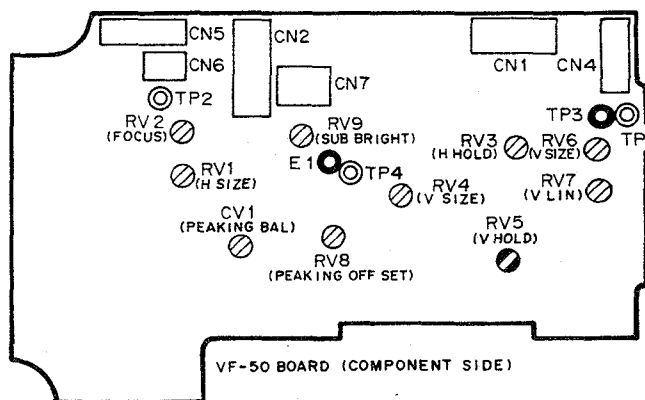 CN5
CN2
CN6
CN7
CN1
CN4
TP2
TP3
TP
RV2
(FOCUS)
RV9
(SUB BRIGHT)
RV3
(H HOLD)
RV6
(V SIZE)
E1
TP4
RV1
(H SIZE)
RV4
(V SIZE)
RV7
(V LIN)
CV1
(PEAKING BAL)
RV5
(V HOLD)
RV8
(PEAKING OFF SET)
VF-50 BOARD (COMPONENT SIDE)